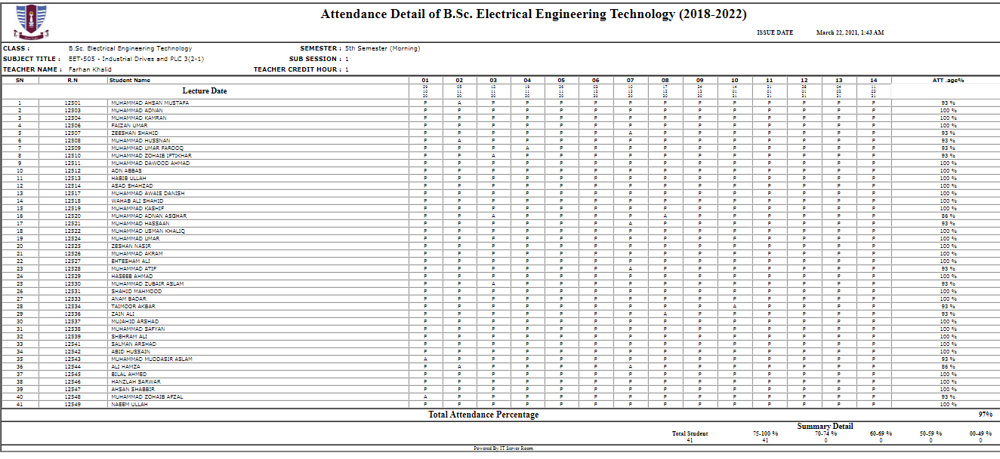 Attendance Detail of B.Sc. Electrical Engineering Technology (2018-2022)
ISSUE DATE March 22, 2021, 1:43 AM
CLASS : B.Sc. Electrical Engineering Technology SEMESTER : 5th Semester (Morning)
SUBJECT TITLE : EET-505 - Industrial Drives and PLC 3(2-1) SUB SESSION : 1
TEACHER NAME : Farhan Khalid TEACHER CREDIT HOUR : 1
SN R.N Student Name 01 02 03 04 05 06 07 08 09 10 11 12 13 14 ATT .age%
Lecture Date
29 05 12 19 26 03 10 17 24 14 21 28 04 11
10 11 11 11 11 12 12 12 12 01 01 01 02 02
20 20 20 20 20 20 20 20 20 21 21 21 21 21
1 12501 MUHAMMAD AHSAN MUSTAFA P A P P P P P P P P P P P P 93 %
2 12503 MUHAMMAD ADNAN P P P P P P P P P P P P P P 100 %
3 12504 MUHAMMAD KAMRAN P P P P P P P P P P P P P P 100 %
4 12506 FAIZAN UMAR P P P P P P P P P P P P P P 100 %
5 12507 ZEESHAN SHAHID P P P P P P A P P P P P P P 93 %
6 12508 MUHAMMAD HUSSNAN P A P P P P P P P P P P P P 93 %
7 12509 MUHAMMAD UMAR FAROOQ P P P A P P P P P P P P P P 93 %
8 12510 MUHAMMAD ZOHAIB IFTIKHAR P P A P P P P P P P P P P P 93 %
9 12511 MUHAMMAD DAWOOD AHMAD P P P P P P P P P P P P P P 100 %
10 12512 AON ABBAS P P P P P P P P P P P P P P 100 %
11 12513 HABIB ULLAH P P P P P P P P P P P P P P 100 %
12 12514 ASAD SHAHZAD P P P P P P P P P P P P P P 100 %
13 12517 MUHAMMAD AWAIS DANISH P P P P P P P P P P P P P P 100 %
14 12518 WAHAB ALI SHAHID P P P P P P P P P P P P P P 100 %
15 12519 MUHAMMAD KASHIF P P P P P P P P P P P P P P 100 %
16 12520 MUHAMMAD ADNAN ASGHAR P P A P P P P A P P P P P P 86 %
17 12521 MUHAMMAD HASSAAN P P P P P P A P P P P P P P 93 %
18 12522 MUHAMMAD USMAN KHALIQ P P P P P P P P P P P P P P 100 %
19 12524 MUHAMMAD UMAR P P P P P P P P P P P P P P 100 %
20 12525 ZESHAN NASIR P P P P P P P P P P P P P P 100 %
21 12526 MUHAMMAD AKRAM P P P P P P P P P P P P P P 100 %
22 12527 EHTESHAM ALI P P P P P P P P P P P P P P 100 %
23 12528 MUHAMMAD ATIF P P P P P P A P P P P P P P 93 %
24 12529 HASEEB AHMAD P P P P P P P P P P P P P P 100 %
25 12530 MUHAMMAD ZUBAIR ASLAM P P A P P P P P P P P P P P 93 %
26 12531 SHAHID MAHMOOD P P P P P P P P P P P P P P 100 %
27 12533 ANAM BADAR P P P P P P P P P P P P P P 100 %
28 12534 TAIMOOR AKBAR P P P P P P P P P A P P P P 93 %
29 12536 ZAIN ALI P P P P P P P A P P P P P P 93 %
30 12537 MUJAHID ARSHAD P P P P P P P P P P P P P P 100 %
31 12538 MUHAMMAD SAFYAN P P P P P P P P P P P P P P 100 %
32 12539 SHEHRAM ALI P P P P P P P P P P P P P P 100 %
33 12541 SALMAN ARSHAD P P P P P P P P P P P P P P 100 %
34 12542 ABID HUSSAIN P P P P P P P P P P P P P P 100 %
35 12543 MUHAMMAD MUDDASIR ASLAM A P P P P P P P P P P P P P 93 %
36 12544 ALI HAMZA P A P P P P A P P P P P P P 86 %
37 12545 BILAL AHMED P P P P P P P P P P P P P P 100 %
38 12546 HANZLAH SARWAR P P P P P P P P P P P P P P 100 %
39 12547 AHSAN SHABBIR P P P P P P P P P P P P P P 100 %
40 12548 MUHAMMAD ZOHAIB AFZAL A P P P P P P P P P P P P P 93 %
41 12549 NAEEM ULLAH P P P P P P P P P P P P P P 100 %
Total Attendance Percentage 97%
Summary Detail
Total Student 75-100 % 70-74 % 60-69 % 50-59 % 00-49 %
41 41 0 0 0 0
Powered By IT Server Room